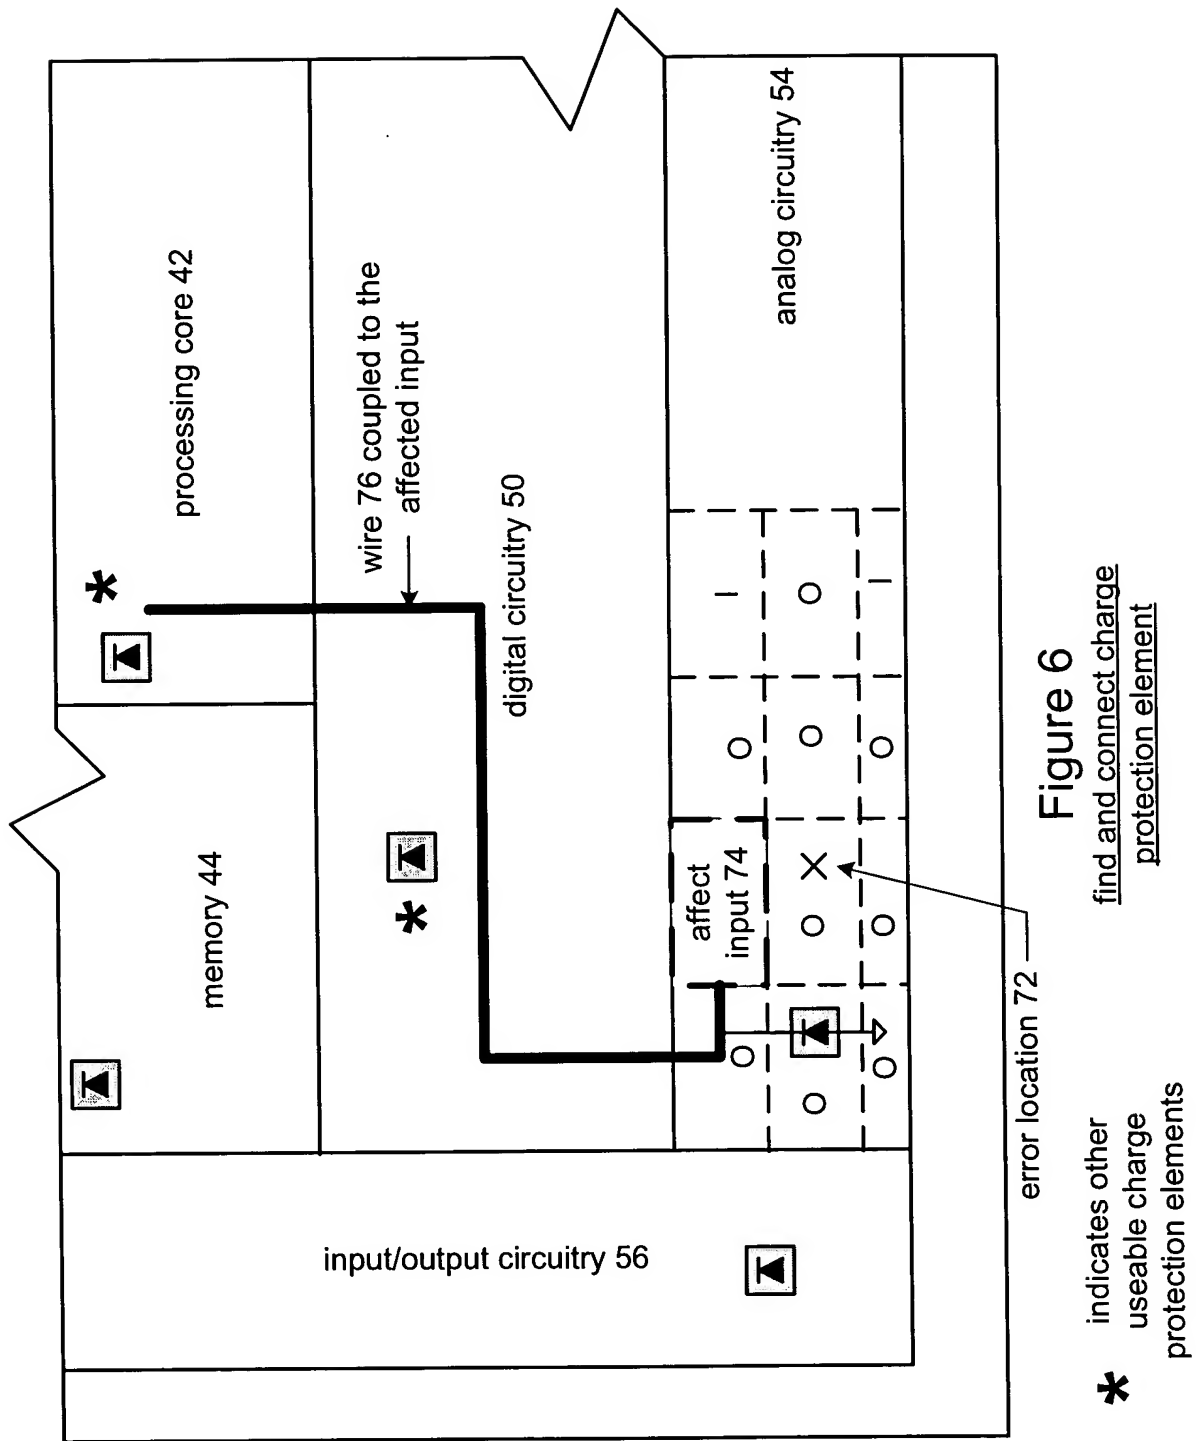 processing core 42
memory 44
wire 76 coupled to the
affected input
digital circuitry 50
analog circuitry 54
affect
input 74
I
O
I
O
O
O
X
O
O
O
O
O
input/output circuitry 56
error location 72
Figure 6
find and connect charge
protection element
* indicates other
useable charge
protection elements
*
*